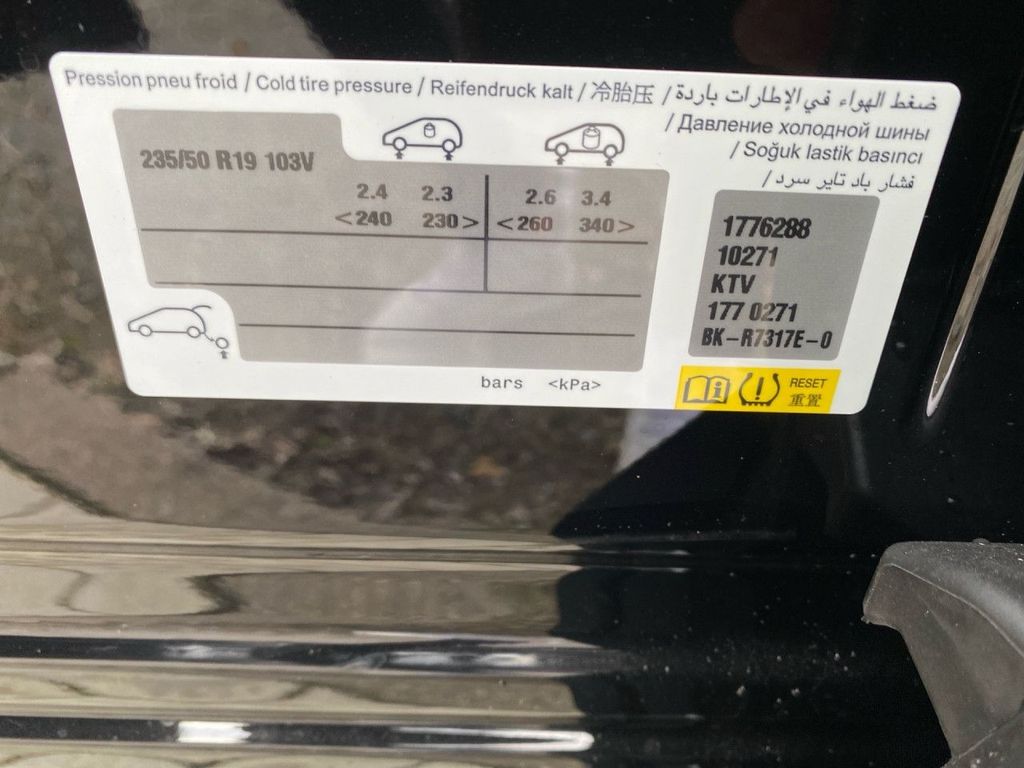 Pression pneu froid / Cold tire pressure / Reifendruck kalt / 冷胎压 / ضغط الهواء في الإطارات باردة
/ Давление холодной шины
/ Soğuk lastik basıncı
/ فشار باد تایر سرد
235/50 R19 103V
2.4 2.3 2.6 3.4
<240 230> <260 340>
1776288
10271
KTV
177 0271
BK-R7317E-0
bars <kPa>
RESET
重置